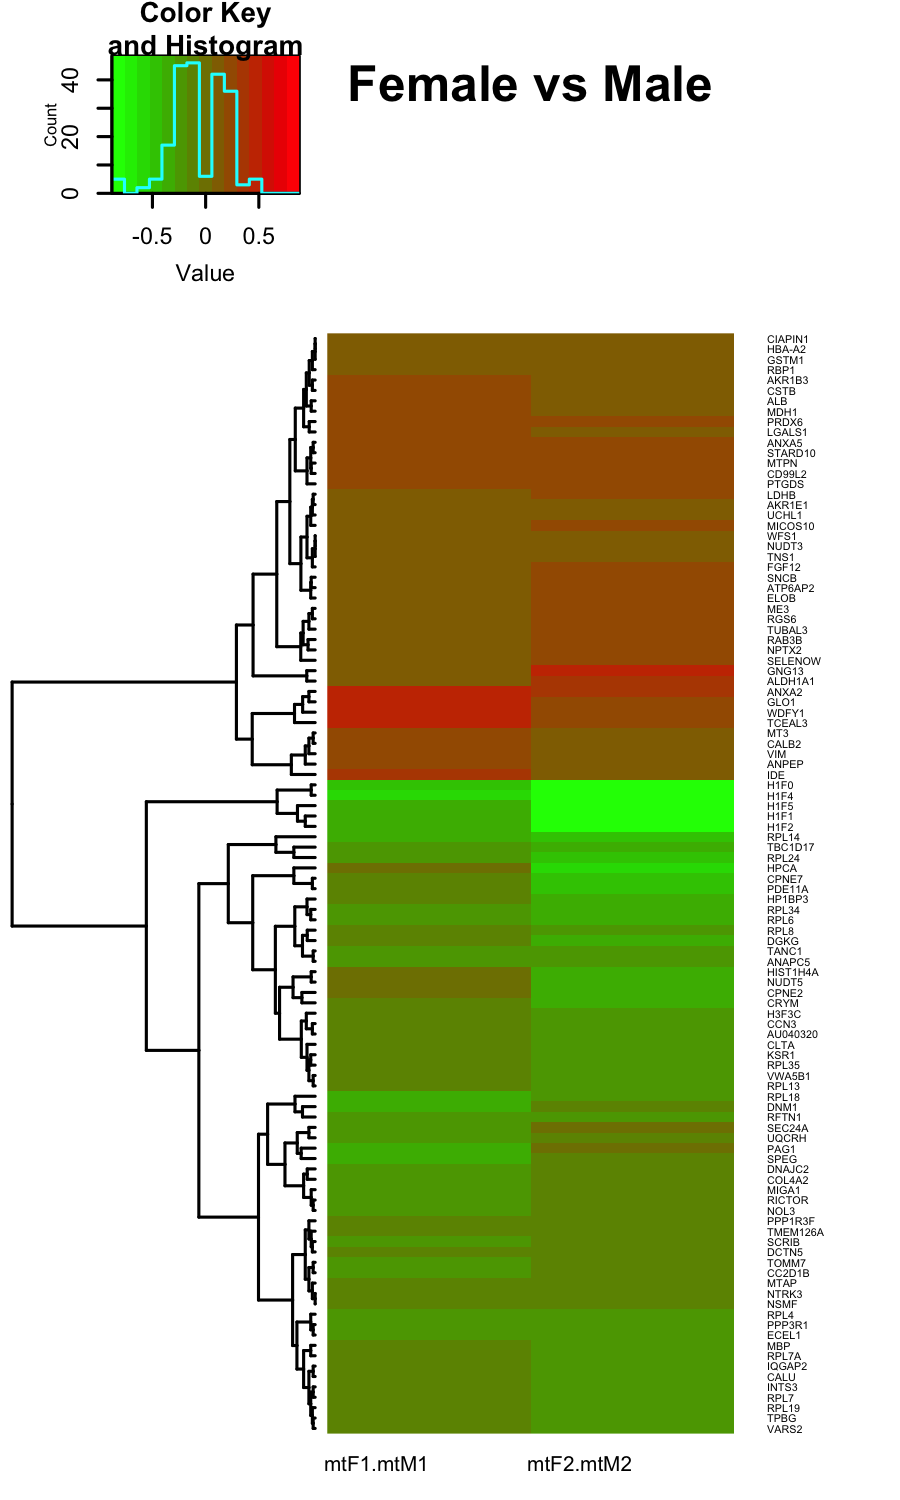 Color Key
and Histogram
Female vs Male
Count
0
20
40
-0.5 0 0.5
Value
CIAPIN1
HBA-A2
GSTM1
RBP1
AKR1B3
CSTB
ALB
MDH1
PRDX6
LGALS1
ANXA5
STARD10
MTPN
CD99L2
PTGDS
LDHB
AKR1E1
UCHL1
MICOS10
WFS1
NUDT3
TNS1
FGF12
SNCB
ATP6AP2
ELOB
ME3
RGS6
TUBAL3
RAB3B
NPTX2
SELENOW
GNG13
ALDH1A1
ANXA2
GLO1
WDFY1
TCEAL3
MT3
CALB2
VIM
ANPEP
IDE
H1F0
H1F4
H1F5
H1F1
H1F2
RPL14
TBC1D17
RPL24
HPCA
CPNE7
PDE11A
HP1BP3
RPL34
RPL6
RPL8
DGKG
TANC1
ANAPC5
HIST1H4A
NUDT5
CPNE2
CRYM
H3F3C
CCN3
AU040320
CLTA
KSR1
RPL35
VWA5B1
RPL13
RPL18
DNM1
RFTN1
SEC24A
UQCRH
PAG1
SPEG
DNAJC2
COL4A2
MIGA1
RICTOR
NOL3
PPP1R3F
TMEM126A
SCRIB
DCTN5
TOMM7
CC2D1B
MTAP
NTRK3
NSMF
RPL4
PPP3R1
ECEL1
MBP
RPL7A
IQGAP2
CALU
INTS3
RPL7
RPL19
TPBG
VARS2
mtF1.mtM1 mtF2.mtM2